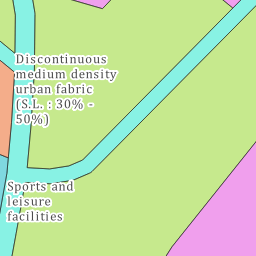 Discontinuous
medium density
urban fabric
(S.L. : 30% -
50%)
Sports and
leisure
facilities